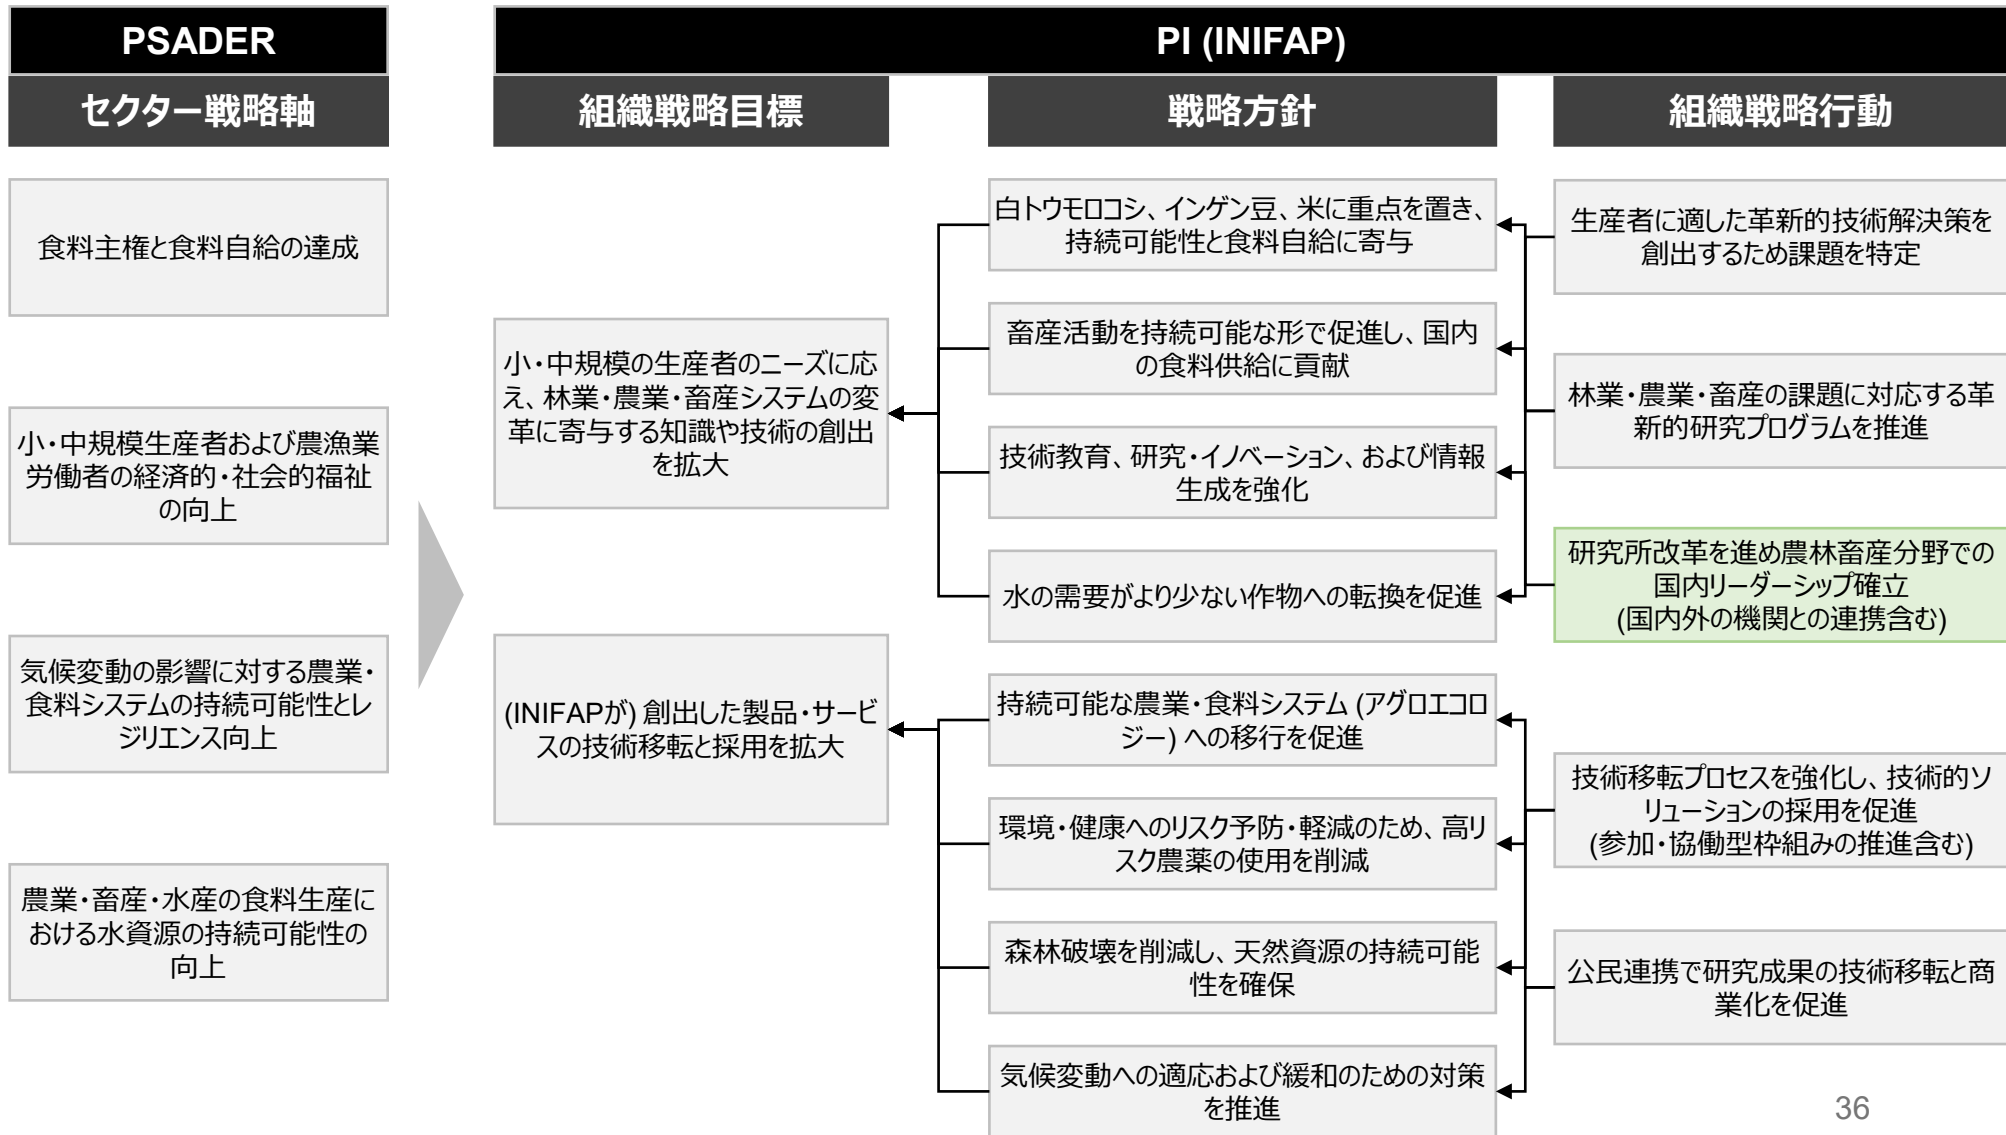 PSADER
PI (INIFAP)
セクター戦略軸
組織戦略目標
戦略方針
組織戦略行動
食料主権と食料自給の達成
小・中規模生産者および農漁業
労働者の経済的・社会的福祉
の向上
気候変動の影響に対する農業・
食料システムの持続可能性とレ
ジリエンス向上
農業・畜産・水産の食料生産に
おける水資源の持続可能性の
向上
小・中規模の生産者のニーズに応
え、林業・農業・畜産システムの変
革に寄与する知識や技術の創出
を拡大
(INIFAPが) 創出した製品・サービ
スの技術移転と採用を拡大
白トウモロコシ、インゲン豆、米に重点を置き、
持続可能性と食料自給に寄与
畜産活動を持続可能な形で促進し、国内
の食料供給に貢献
技術教育、研究・イノベーション、および情報
生成を強化
水の需要がより少ない作物への転換を促進
持続可能な農業・食料システム (アグロエコロ
ジー) への移行を促進
環境・健康へのリスク予防・軽減のため、高リ
スク農薬の使用を削減
森林破壊を削減し、天然資源の持続可能
性を確保
気候変動への適応および緩和のための対策
を推進
生産者に適した革新的技術解決策を
創出するため課題を特定
林業・農業・畜産の課題に対応する革
新的研究プログラムを推進
研究所改革を進め農林畜産分野での
国内リーダーシップ確立
(国内外の機関との連携含む)
技術移転プロセスを強化し、技術的ソ
リューションの採用を促進
(参加・協働型枠組みの推進含む)
公民連携で研究成果の技術移転と商
業化を促進
36